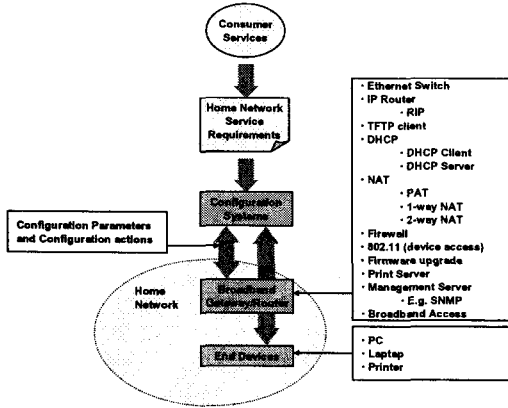 Consumer
Services
Home Network
Service
Requirements
Configuration
Systems
Configuration Parameters
and Configuration actions
Home
Network
Broadband
Gateway/Router
End Devices
· Ethernet Switch
· IP Router
· RIP
· TFTP client
· DHCP
· DHCP Client
· DHCP Server
· NAT
· PAT
· 1-way NAT
· 2-way NAT
· Firewall
· 802.11 (device access)
· Firmware upgrade
· Print Server
· Management Server
· E.g. SNMP
· Broadband Access
· PC
· Laptap
· Printer